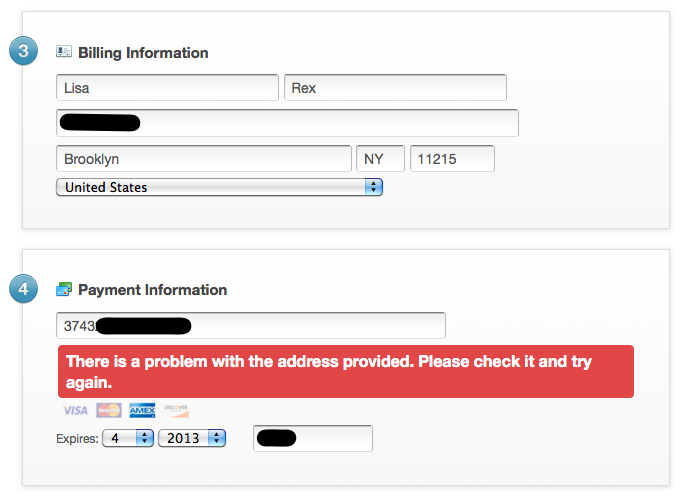 3
Billing Information
Lisa Rex
Brooklyn NY 11215
United States
4
Payment Information
3743
There is a problem with the address provided. Please check it and try
again.
VISA MasterCard AMEX DISCOVER
Expires: 4 2013